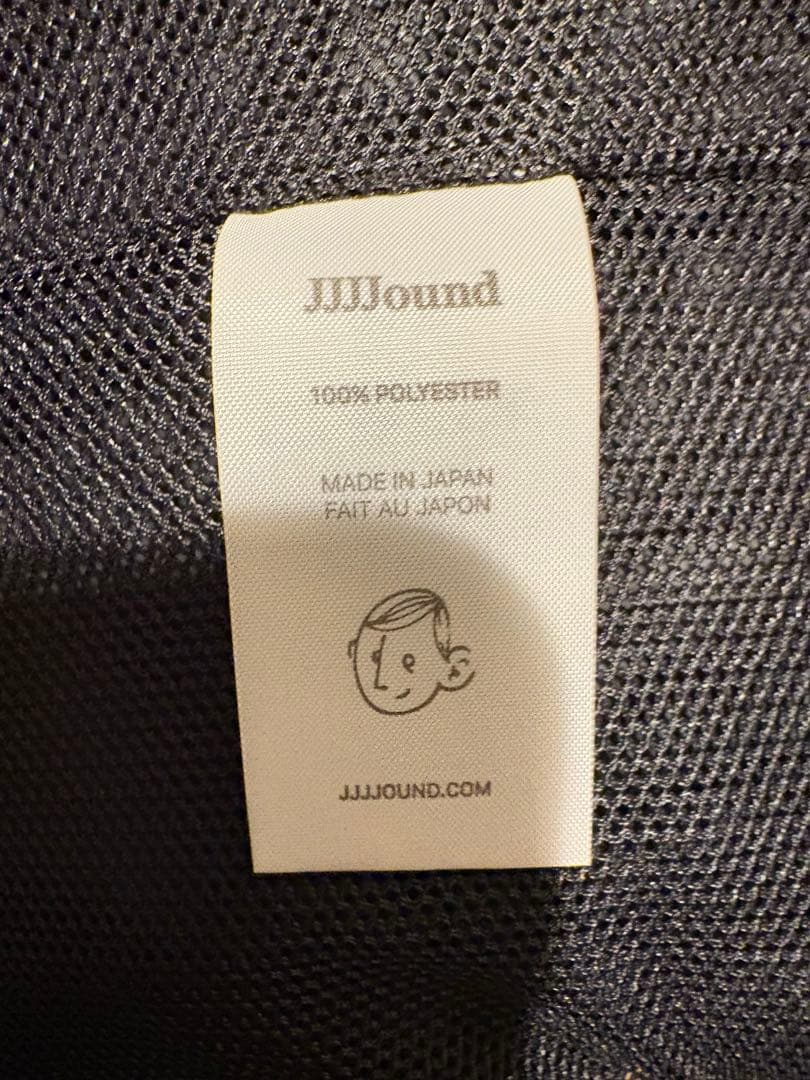 JJJJound
100% POLYESTER
MADE IN JAPAN
FAIT AU JAPON
JJJJOUND.COM